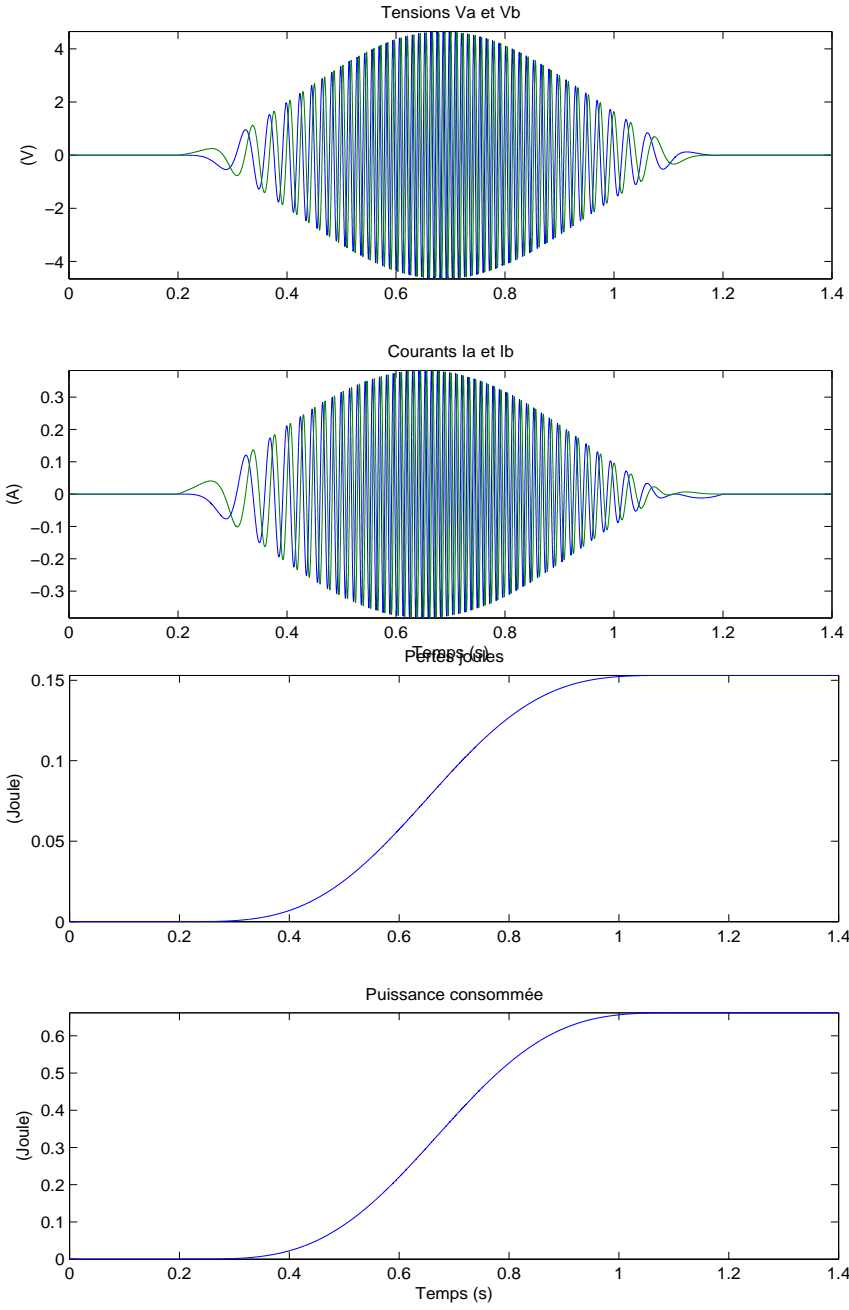 Tensions Va et Vb
4
2
0
−2
−4
(V)
0 0.2 0.4 0.6 0.8 1 1.2 1.4
Courants Ia et Ib
0.3
0.2
0.1
0
−0.1
−0.2
−0.3
(A)
0 0.2 0.4 0.6 0.8 1 1.2 1.4
Temps (s)
Pertes joules
0.15
0.1
0.05
0
(Joule)
0 0.2 0.4 0.6 0.8 1 1.2 1.4
Puissance consommée
0.6
0.5
0.4
0.3
0.2
0.1
0
(Joule)
0 0.2 0.4 0.6 0.8 1 1.2 1.4
Temps (s)